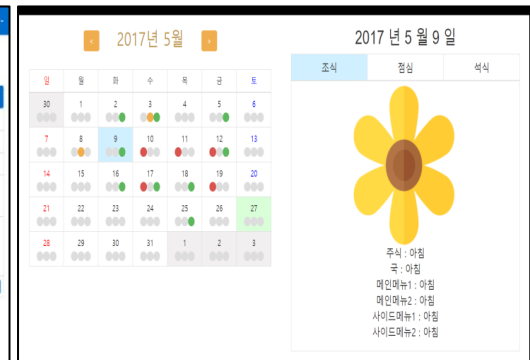 2017년 5월
일 월 화 수 목 금 토
30 1 2 3 4 5 6
7 8 9 10 11 12 13
14 15 16 17 18 19 20
21 22 23 24 25 26 27
28 29 30 31 1 2 3
2017 년 5 월 9 일
조식 점심 석식
주식 : 아침
국 : 아침
메인메뉴1 : 아침
메인메뉴2 : 아침
사이드메뉴1 : 아침
사이드메뉴2 : 아침